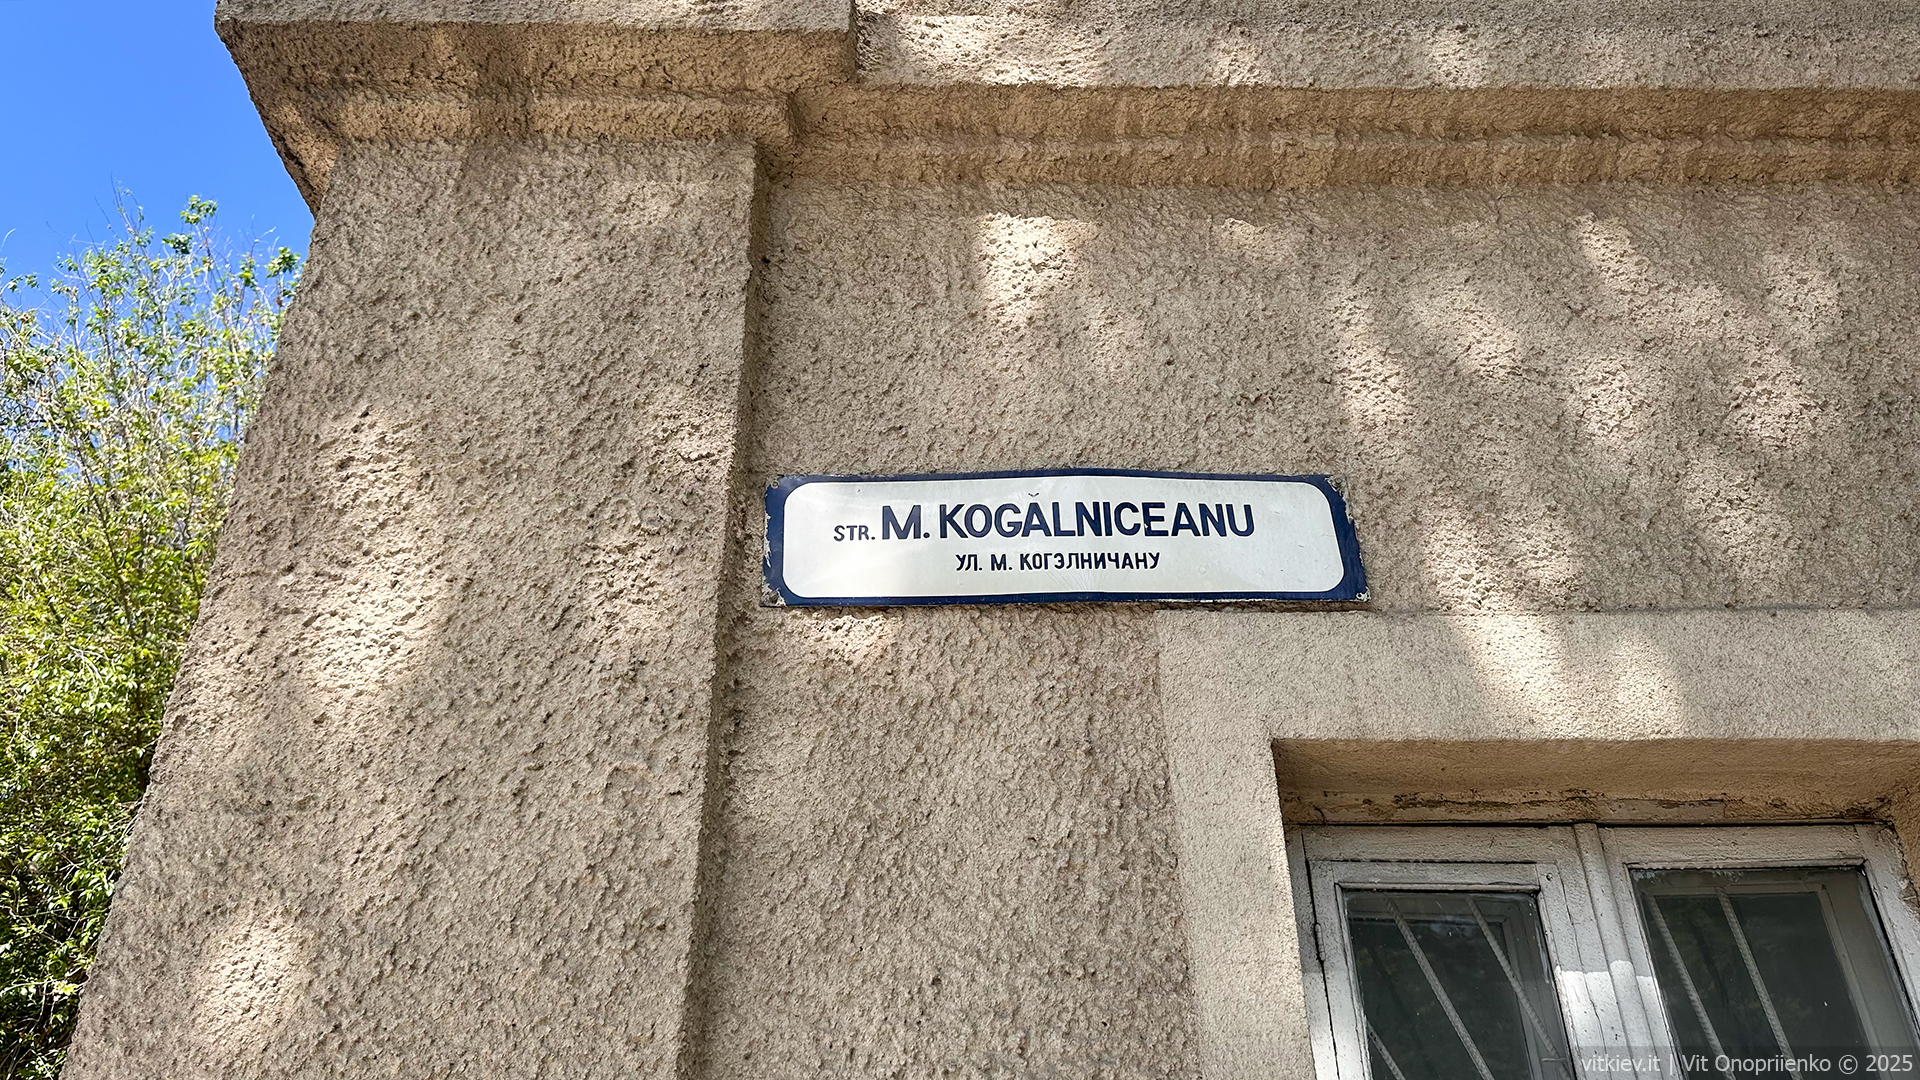 STR. M. KOGĂLNICEANU
УЛ. М. КОГЭЛНИЧАНУ
vitkiev.it | Vit Onopriienko © 2025